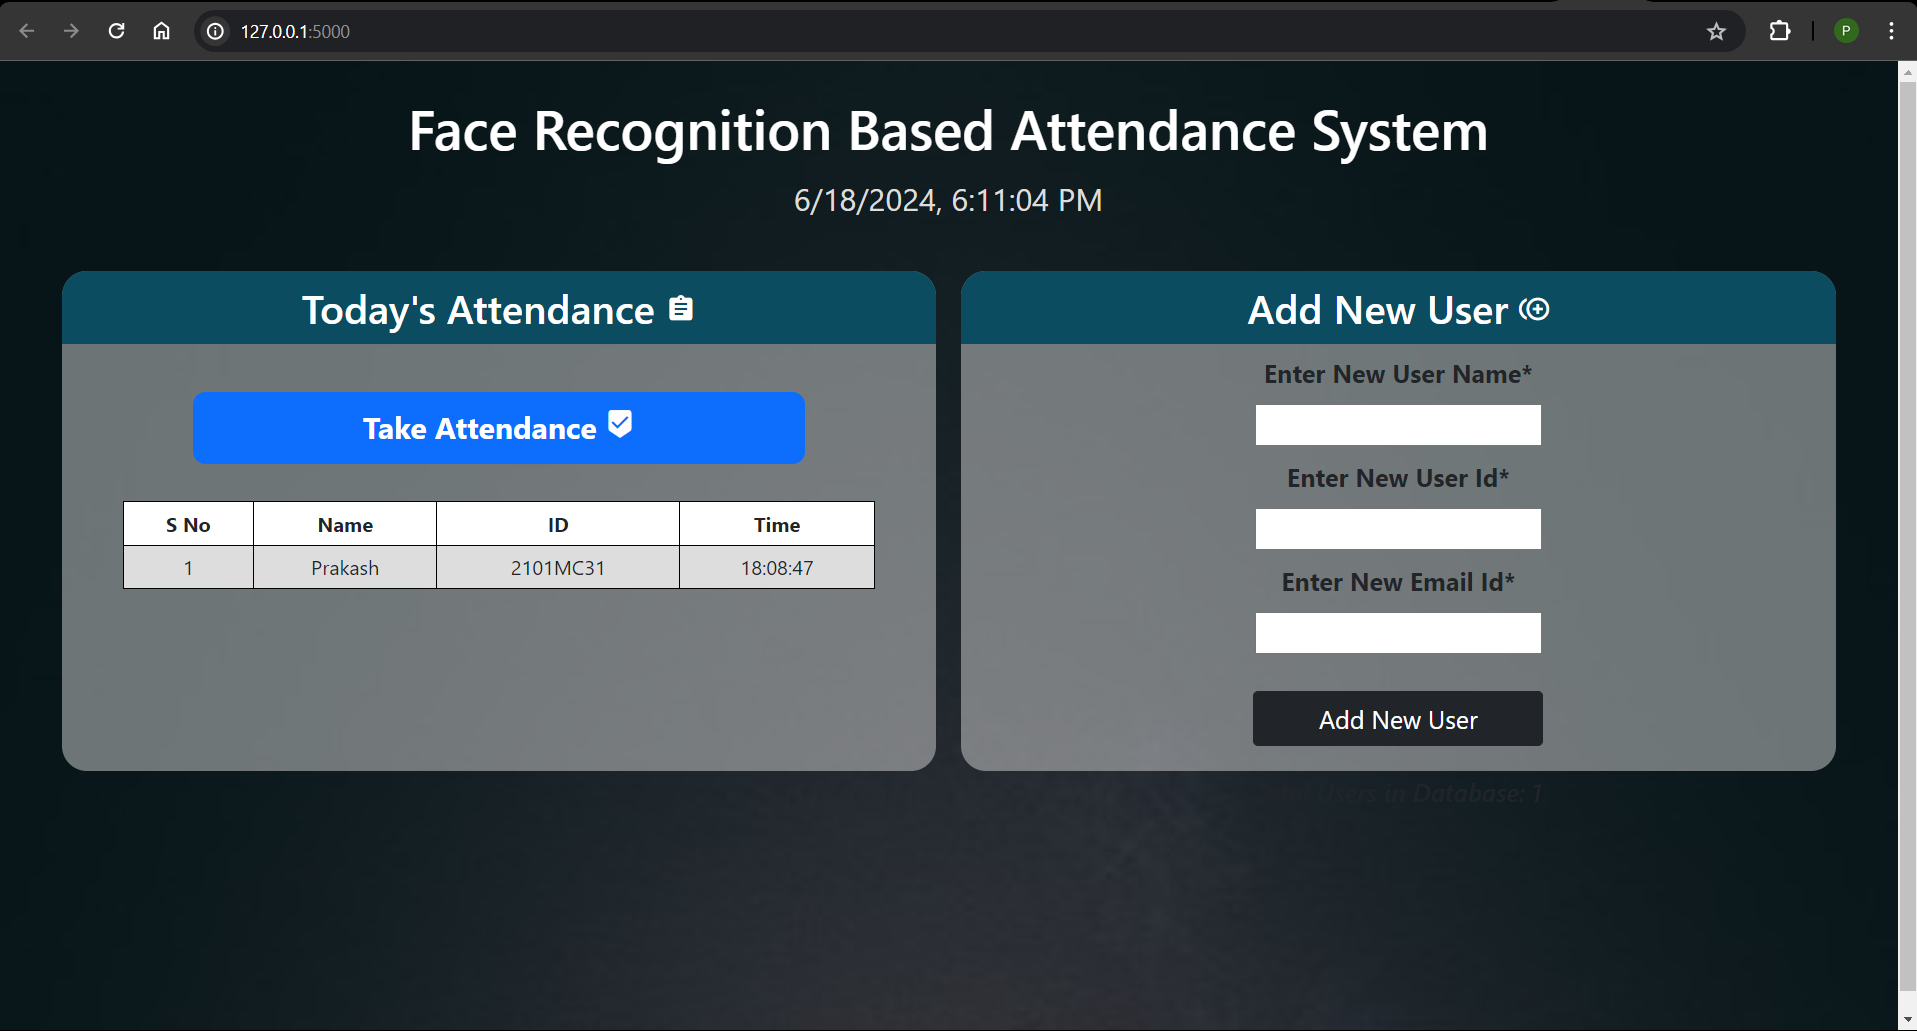 127.0.0.1:5000
P
Face Recognition Based Attendance System
6/18/2024, 6:11:04 PM
Today's Attendance
Take Attendance
S No Name ID Time
1 Prakash 2101MC31 18:08:47
Add New User
Enter New User Name*
Enter New User Id*
Enter New Email Id*
Add New User
Users in Database: 1